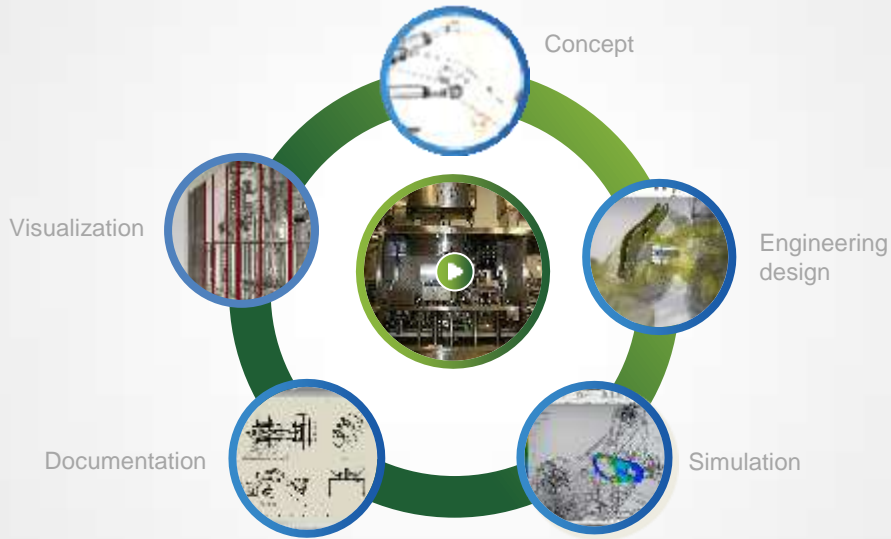 Concept
Engineering
design
Simulation
Documentation
Visualization